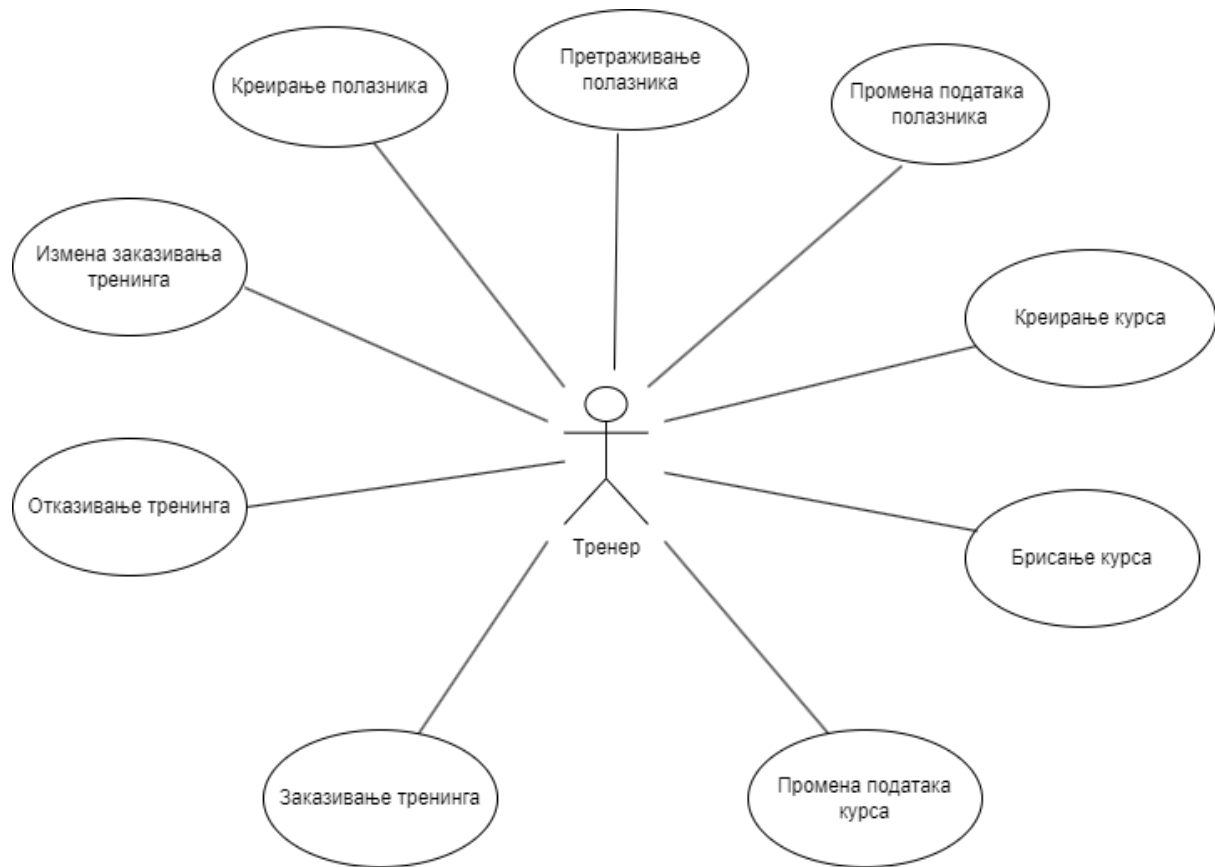 Креирање полазника
Претраживање
полазника
Промена података
полазника
Измена заказивања
тренинга
Креирање курса
Отказивање тренинга
Тренер
Брисање курса
Заказивање тренинга
Промена података
курса